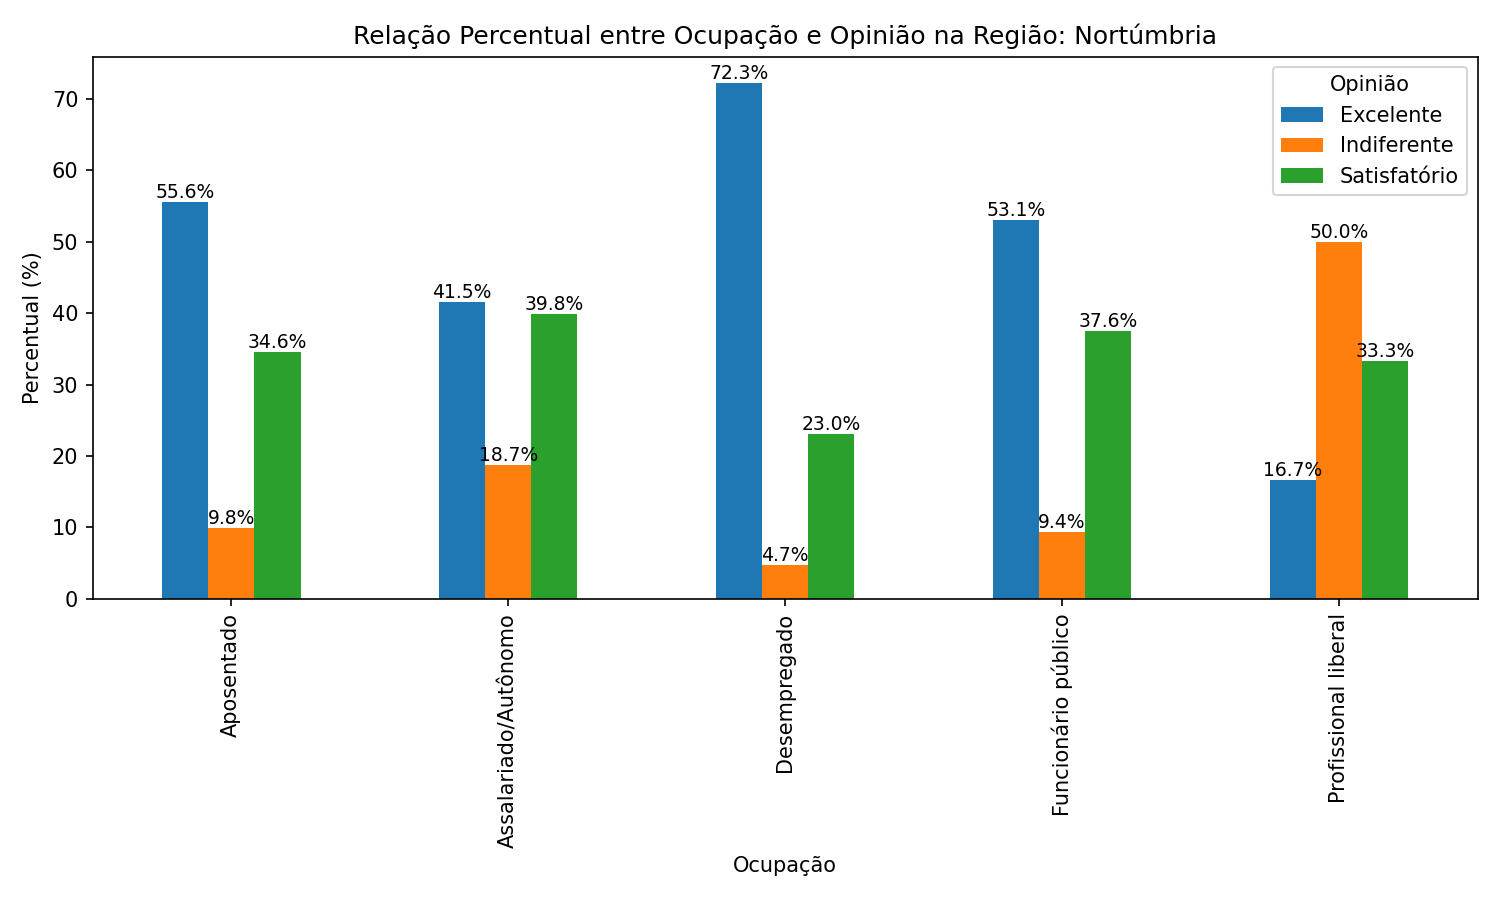 Relação Percentual entre Ocupação e Opinião na Região: Nortúmbria
Opinião
Excelente
Indiferente
Satisfatório
Percentual (%)
70
60
50
40
30
20
10
0
55.6%
9.8%
34.6%
41.5%
18.7%
39.8%
72.3%
4.7%
23.0%
53.1%
9.4%
37.6%
16.7%
50.0%
33.3%
Aposentado
Assalariado/Autônomo
Desempregado
Funcionário público
Profissional liberal
Ocupação